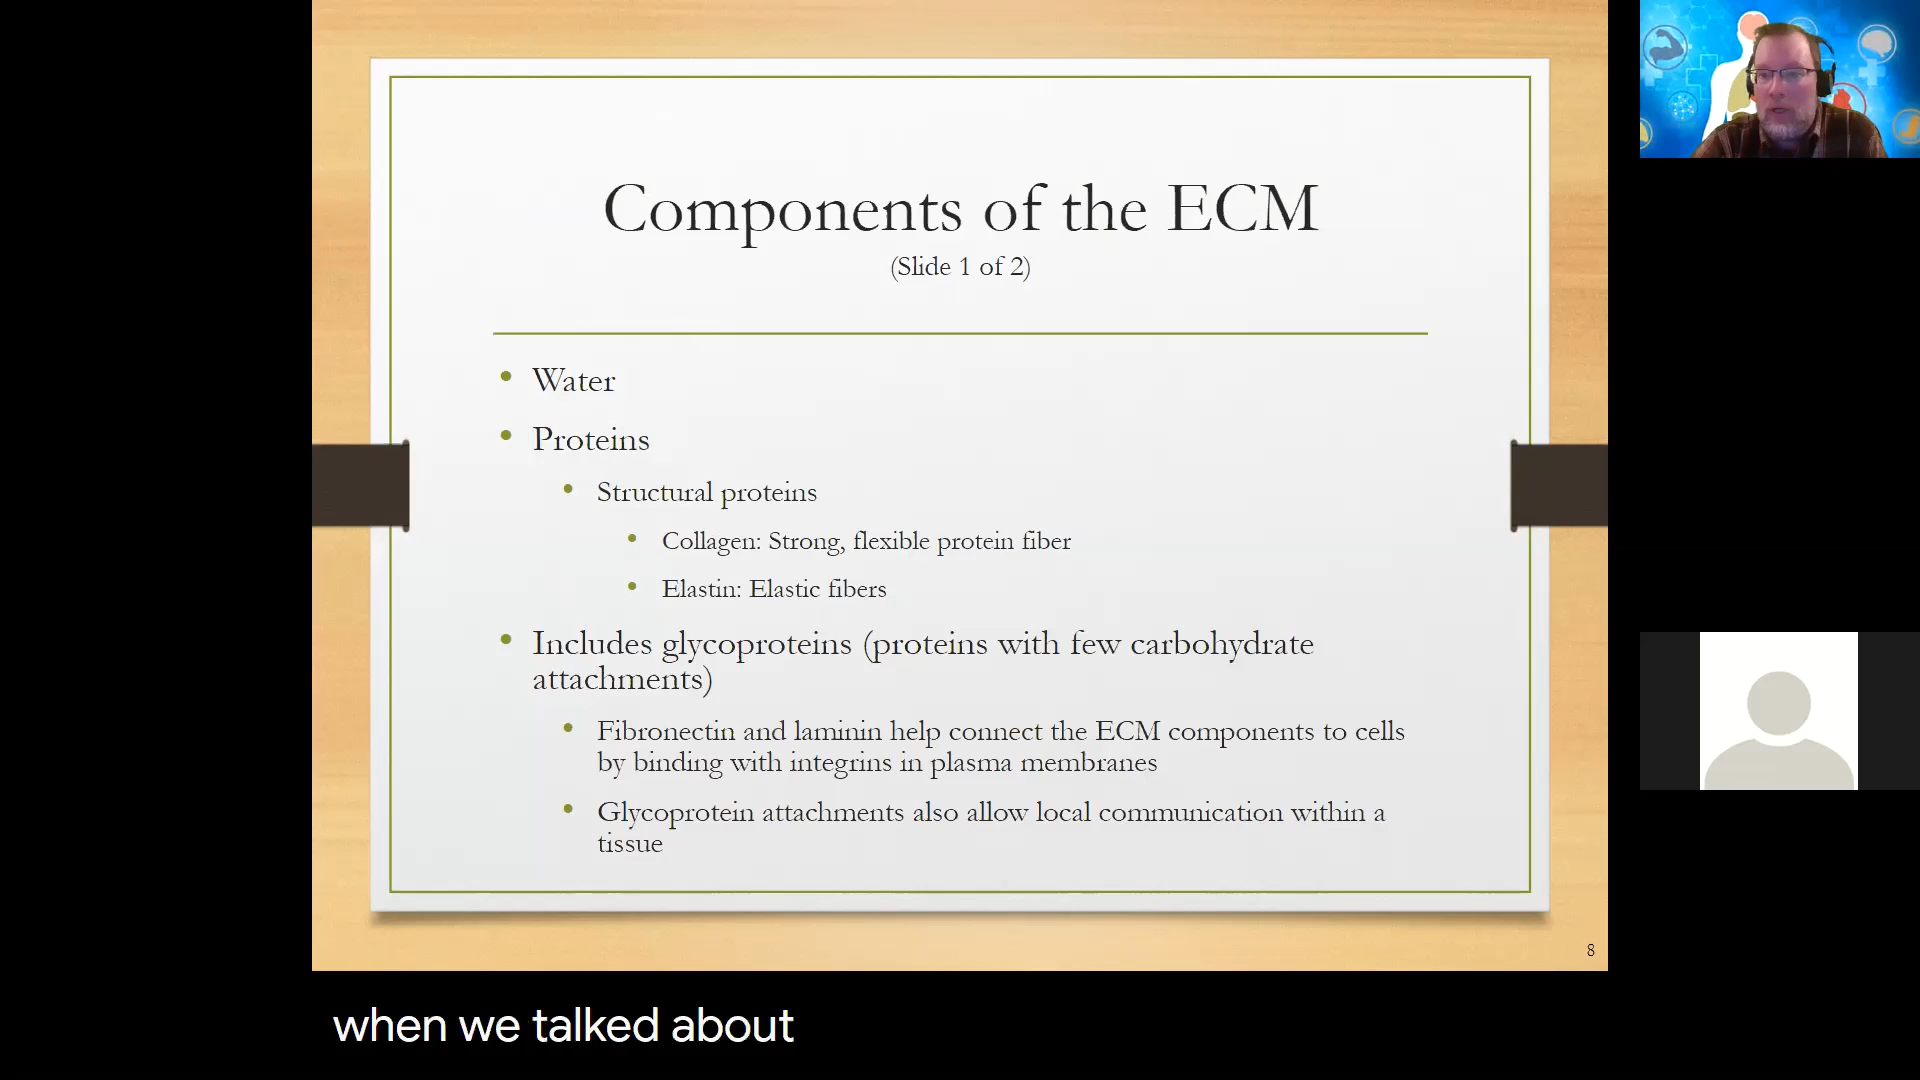 Components of the ECM
(Slide 1 of 2)
• Water
• Proteins
• Structural proteins
• Collagen: Strong, flexible protein fiber
• Elastin: Elastic fibers
• Includes glycoproteins (proteins with few carbohydrate
attachments)
• Fibronectin and laminin help connect the ECM components to cells
by binding with integrins in plasma membranes
• Glycoprotein attachments also allow local communication within a
tissue
8
when we talked about